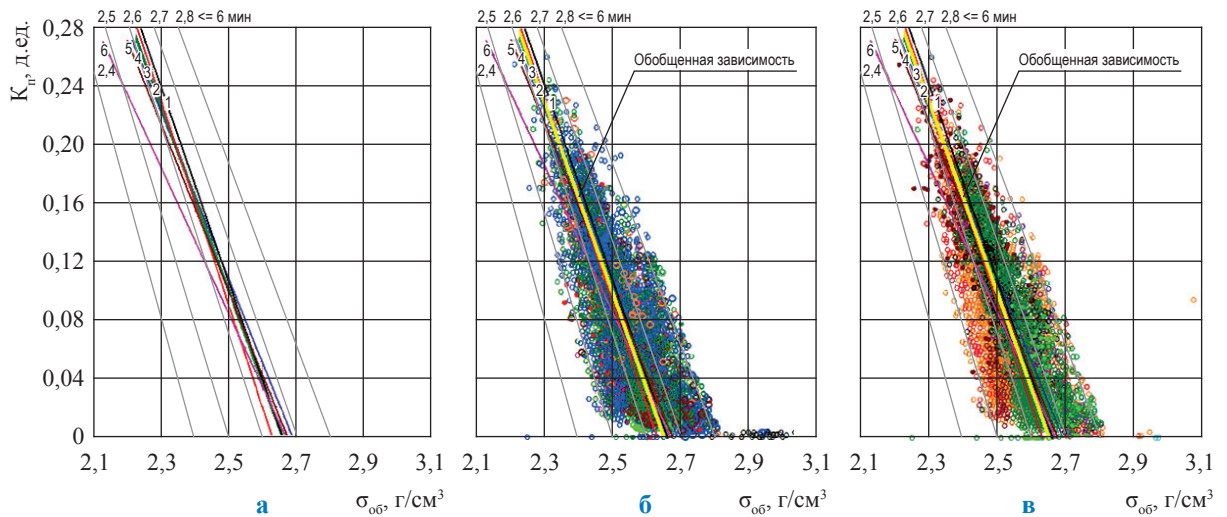 2,5 2,6 2,7 2,8 <= δ мин
2,5 2,6 2,7 2,8 <= δ мин
2,5 2,6 2,7 2,8 <= δ мин
Kп, д.ед.
0,28
0,24
0,20
0,16
0,12
0,08
0,04
0
6 5 4 3 2 1
2,4
6 5 4 3 2 1
2,4
Обобщенная зависимость
6 5 4 3 2 1
2,4
Обобщенная зависимость
2,1 2,3 2,5 2,7 2,9 3,1
2,1 2,3 2,5 2,7 2,9 3,1
2,1 2,3 2,5 2,7 2,9 3,1
σоб, г/см³
σоб, г/см³
σоб, г/см³
а
б
в